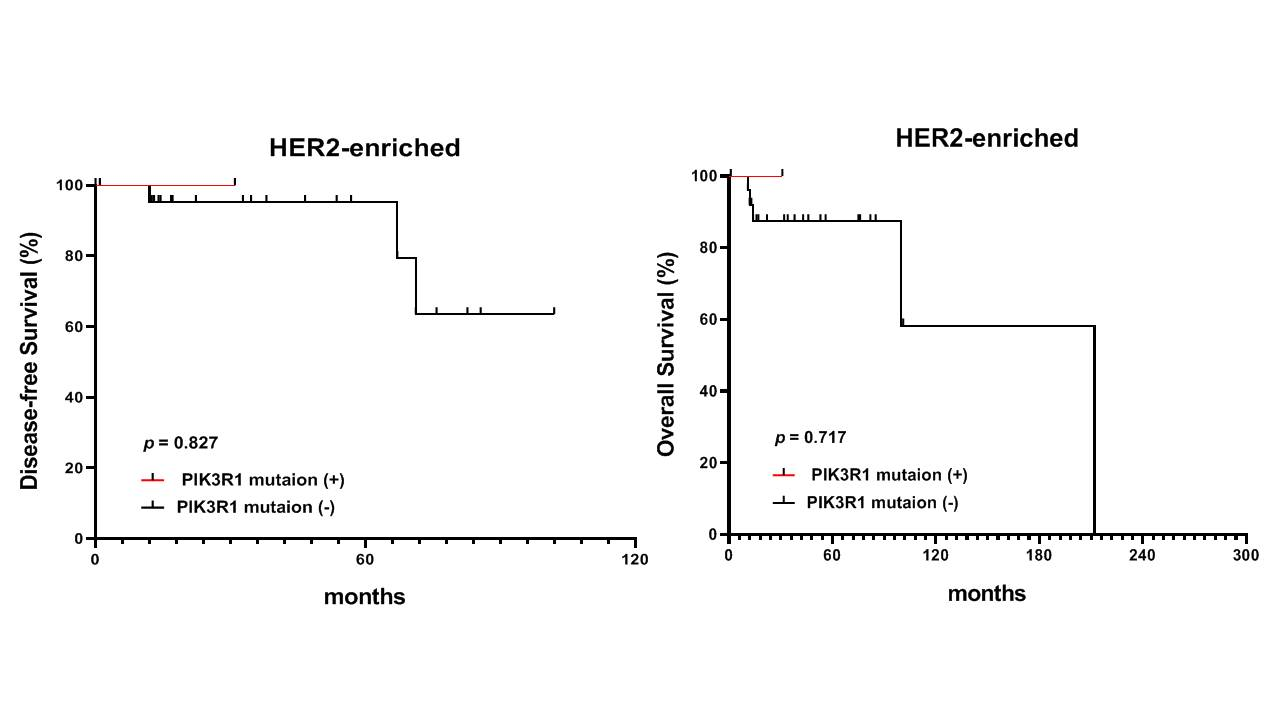 HER2-enriched
Disease-free Survival (%)
100
80
60
40
20
0
p = 0.827
PIK3R1 mutaion (+)
PIK3R1 mutaion (-)
0 60 120
months
HER2-enriched
Overall Survival (%)
100
80
60
40
20
0
p = 0.717
PIK3R1 mutaion (+)
PIK3R1 mutaion (-)
0 60 120 180 240 300
months